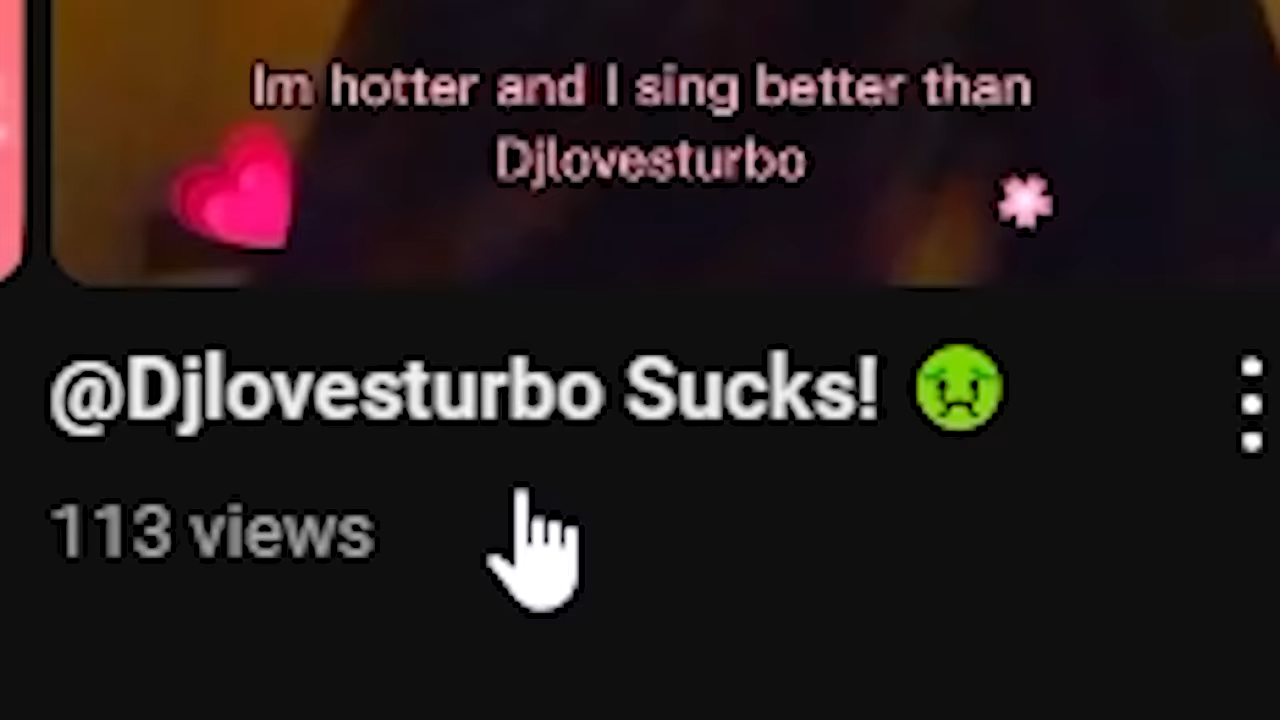 Im hotter and I sing better than
Djlovesturbo
@Djlovesturbo Sucks! 🤢
113 views